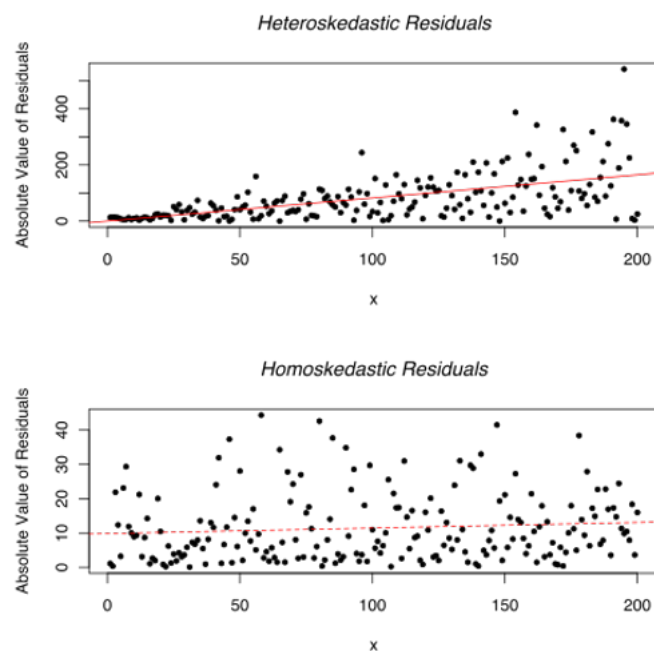 Heteroskedastic Residuals
Absolute Value of Residuals
400
200
0
0 50 100 150 200
x
Homoskedastic Residuals
Absolute Value of Residuals
40
30
20
10
0
0 50 100 150 200
x